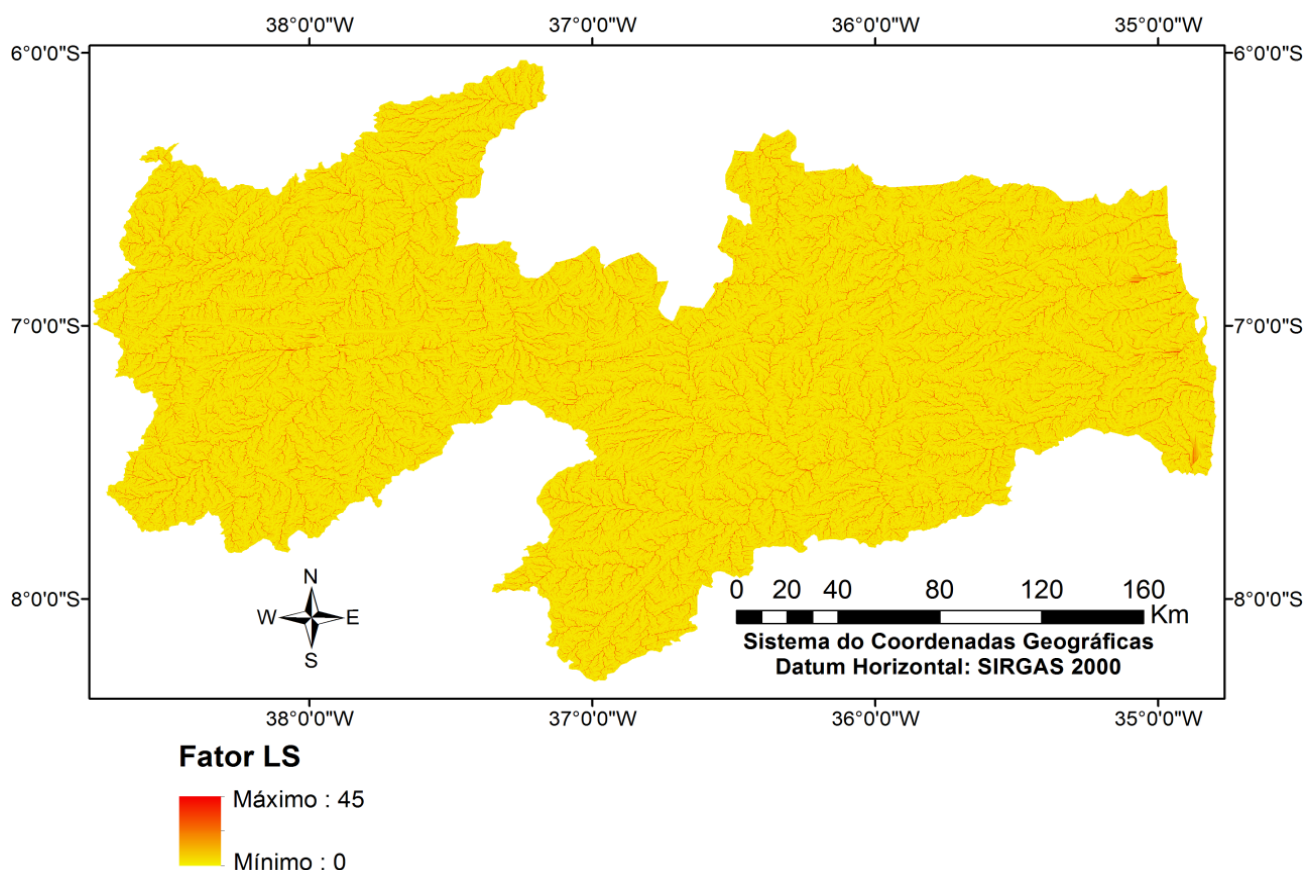 38°0'0"W 37°0'0"W 36°0'0"W 35°0'0"W
6°0'0"S 6°0'0"S
7°0'0"S 7°0'0"S
8°0'0"S 8°0'0"S
N
W E
S
0 20 40 80 120 160
Km
Sistema do Coordenadas Geográficas
Datum Horizontal: SIRGAS 2000
38°0'0"W 37°0'0"W 36°0'0"W 35°0'0"W
Fator LS
Máximo : 45
Mínimo : 0